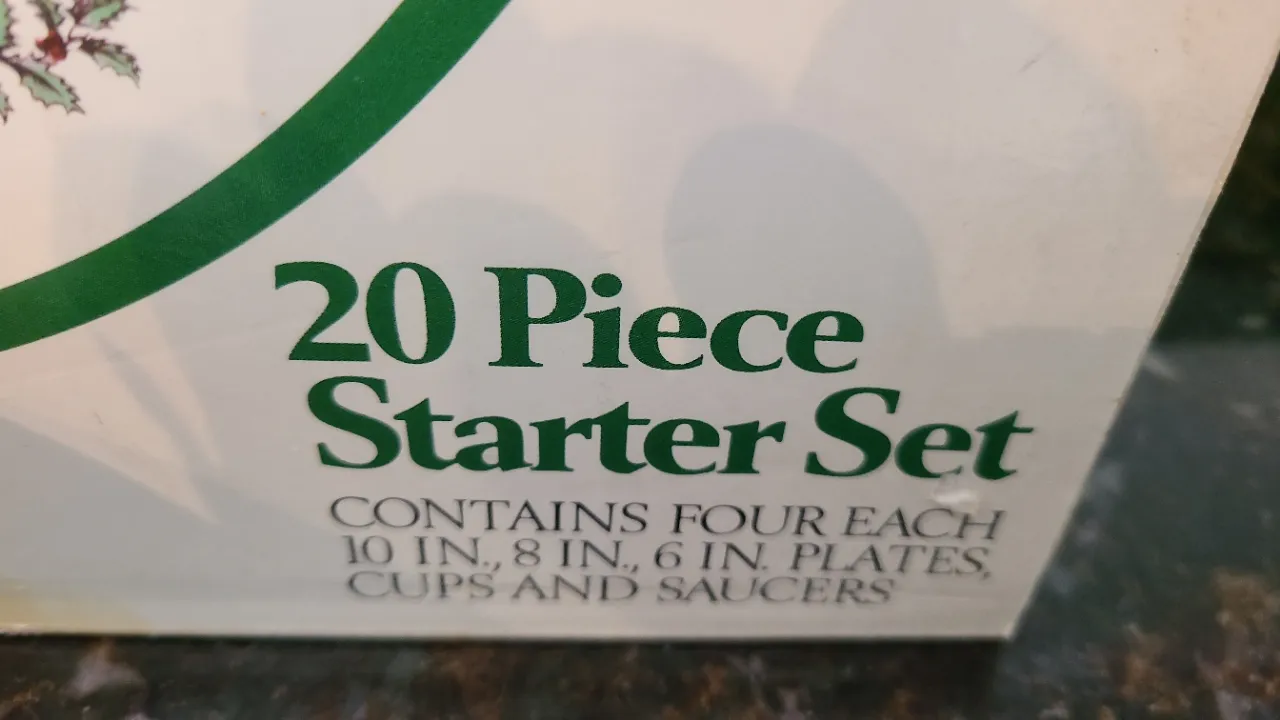 20 Piece
Starter Set
CONTAINS FOUR EACH
10 IN., 8 IN., 6 IN. PLATES,
CUPS AND SAUCERS